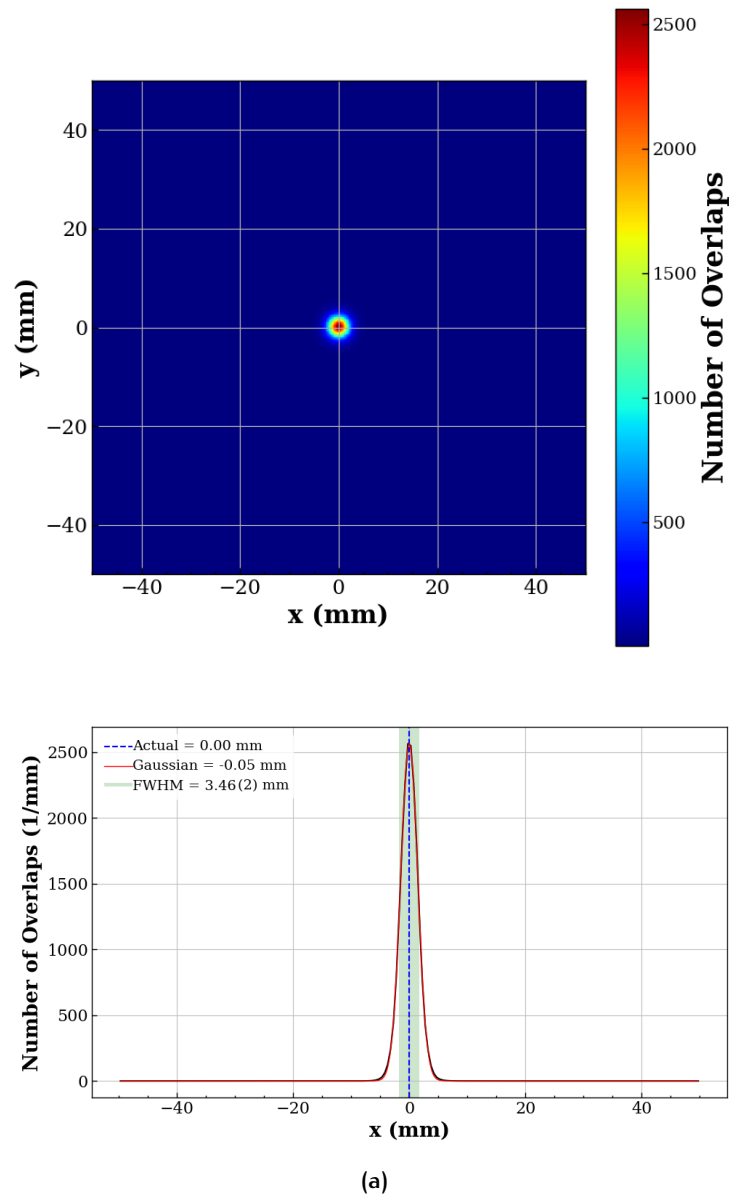 2500
2000
1500
1000
500
Number of Overlaps
40
20
0
−20
−40
y (mm)
−40 −20 0 20 40
x (mm)
Actual = 0.00 mm
Gaussian = -0.05 mm
FWHM = 3.46(2) mm
2500
2000
1500
1000
500
0
Number of Overlaps (1/mm)
−40 −20 0 20 40
x (mm)
(a)